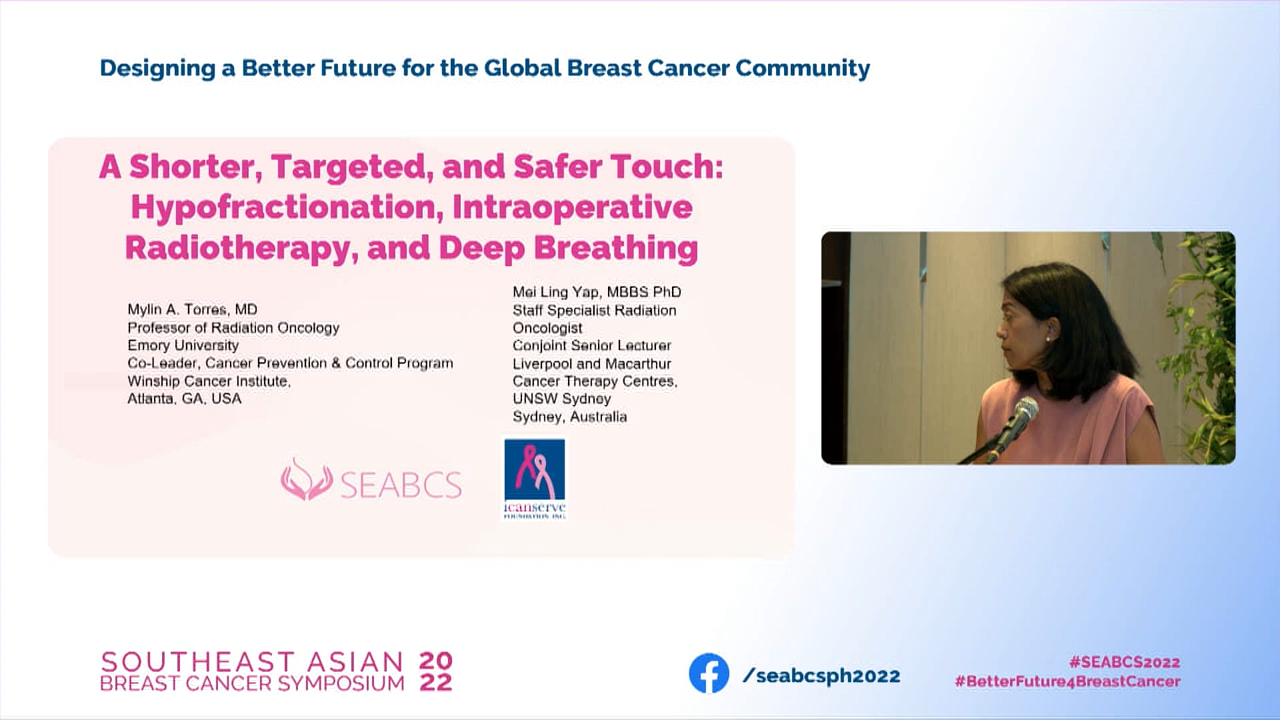 Designing a Better Future for the Global Breast Cancer Community
A Shorter, Targeted, and Safer Touch:
Hypofractionation, Intraoperative
Radiotherapy, and Deep Breathing
Mylin A. Torres, MD
Professor of Radiation Oncology
Emory University
Co-Leader, Cancer Prevention & Control Program
Winship Cancer Institute,
Atlanta, GA, USA
Mei Ling Yap, MBBS PhD
Staff Specialist Radiation
Oncologist
Conjoint Senior Lecturer
Liverpool and Macarthur
Cancer Therapy Centres,
UNSW Sydney
Sydney, Australia
SEABCS
icanserve
FOUNDATION INC.
SOUTHEAST ASIAN
BREAST CANCER SYMPOSIUM
20
22
/seabcsph2022
#SEABCS2022
#BetterFuture4BreastCancer